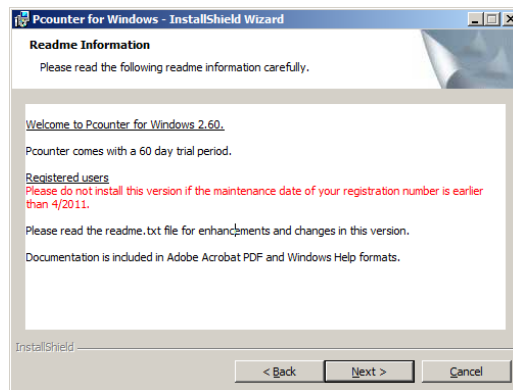 Pcounter for Windows - InstallShield Wizard
Readme Information
Please read the following readme information carefully.
Welcome to Pcounter for Windows 2.60.
Pcounter comes with a 60 day trial period.
Registered users
Please do not install this version if the maintenance date of your registration number is earlier
than 4/2011.
Please read the readme.txt file for enhancements and changes in this version.
Documentation is included in Adobe Acrobat PDF and Windows Help formats.
InstallShield
< Back Next > Cancel